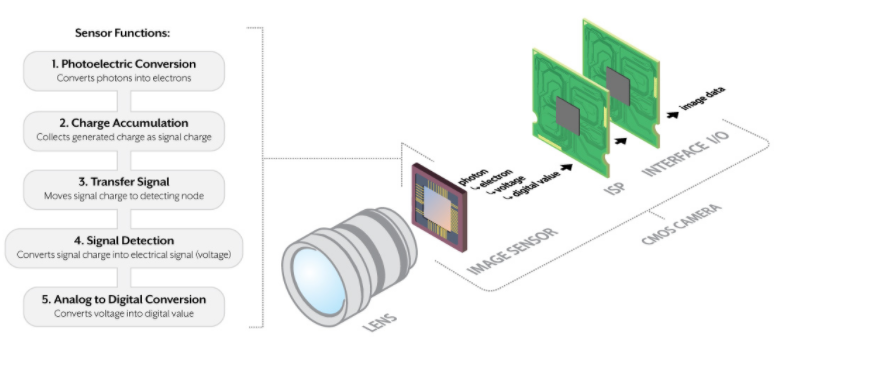 Sensor Functions:
1. Photoelectric Conversion
Converts photons into electrons
2. Charge Accumulation
Collects generated charge as signal charge
3. Transfer Signal
Moves signal charge to detecting node
4. Signal Detection
Converts signal charge into electrical signal (voltage)
5. Analog to Digital Conversion
Converts voltage into digital value
photon
electron
voltage
digital value
image data
LENS
IMAGE SENSOR
ISP
INTERFACE I/O
CMOS CAMERA